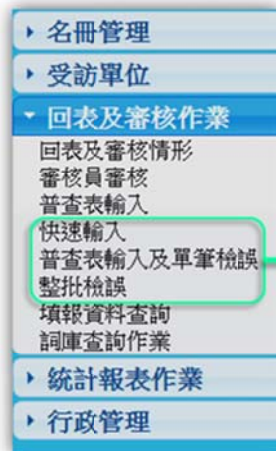 名冊管理
受訪單位
回表及審核作業
回表及審核情形
審核員審核
普查表輸入
快速輸入
普查表輸入及單筆檢誤
整批檢誤
填報資料查詢
詞庫查詢作業
統計報表作業
行政管理